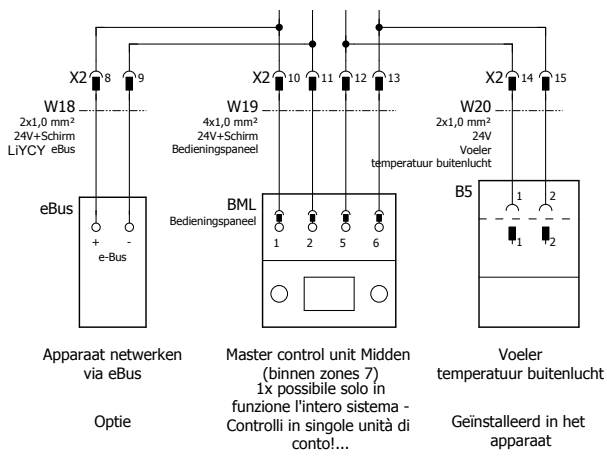 X2 8 9 X2 10 11 12 13 X2 14 15
W18
2x1,0 mm²
24V+Schirm
LiYCY eBus
W19
4x1,0 mm²
24V+Schirm
Bedieningspaneel
W20
2x1,0 mm²
24V
Voeler
temperatuur buitenlucht
eBus
+ -
e-Bus
BML
Bedieningspaneel
1 2 5 6
B5
1 2
1 2
Apparaat netwerken
via eBus
Optie
Master control unit Midden
(binnen zones 7)
1x possibile solo in
funzione l'intero sistema -
Controlli in singole unità di
conto!...
Voeler
temperatuur buitenlucht
Geïnstalleerd in het
apparaat